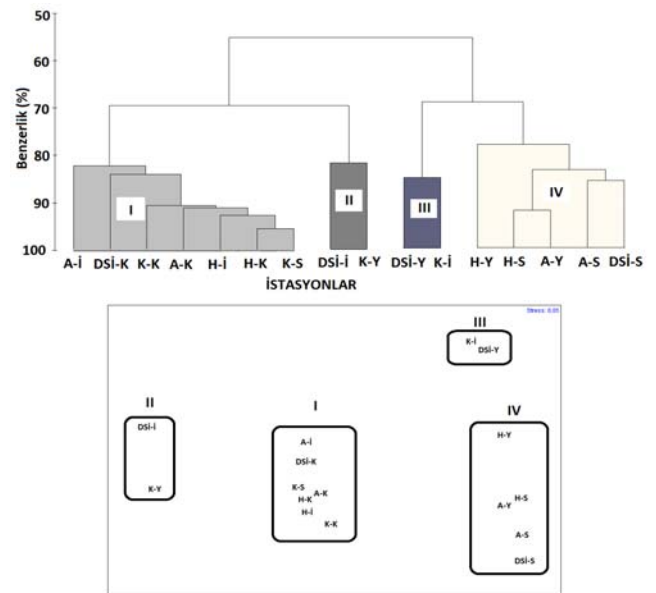 50
60
70
80
90
100
Benzerlik (%)
I
II
III
IV
A-İ DSİ-K K-K A-K H-İ H-K K-S DSİ-İ K-Y DSİ-Y K-İ H-Y H-S A-Y A-S DSİ-S
İSTASYONLAR
Stress: 0.05
III
K-İ
DSİ-Y
II
I
IV
DSİ-İ
K-Y
A-İ
DSİ-K
K-S
A-K
H-K
H-İ
K-K
H-Y
H-S
A-Y
A-S
DSİ-S